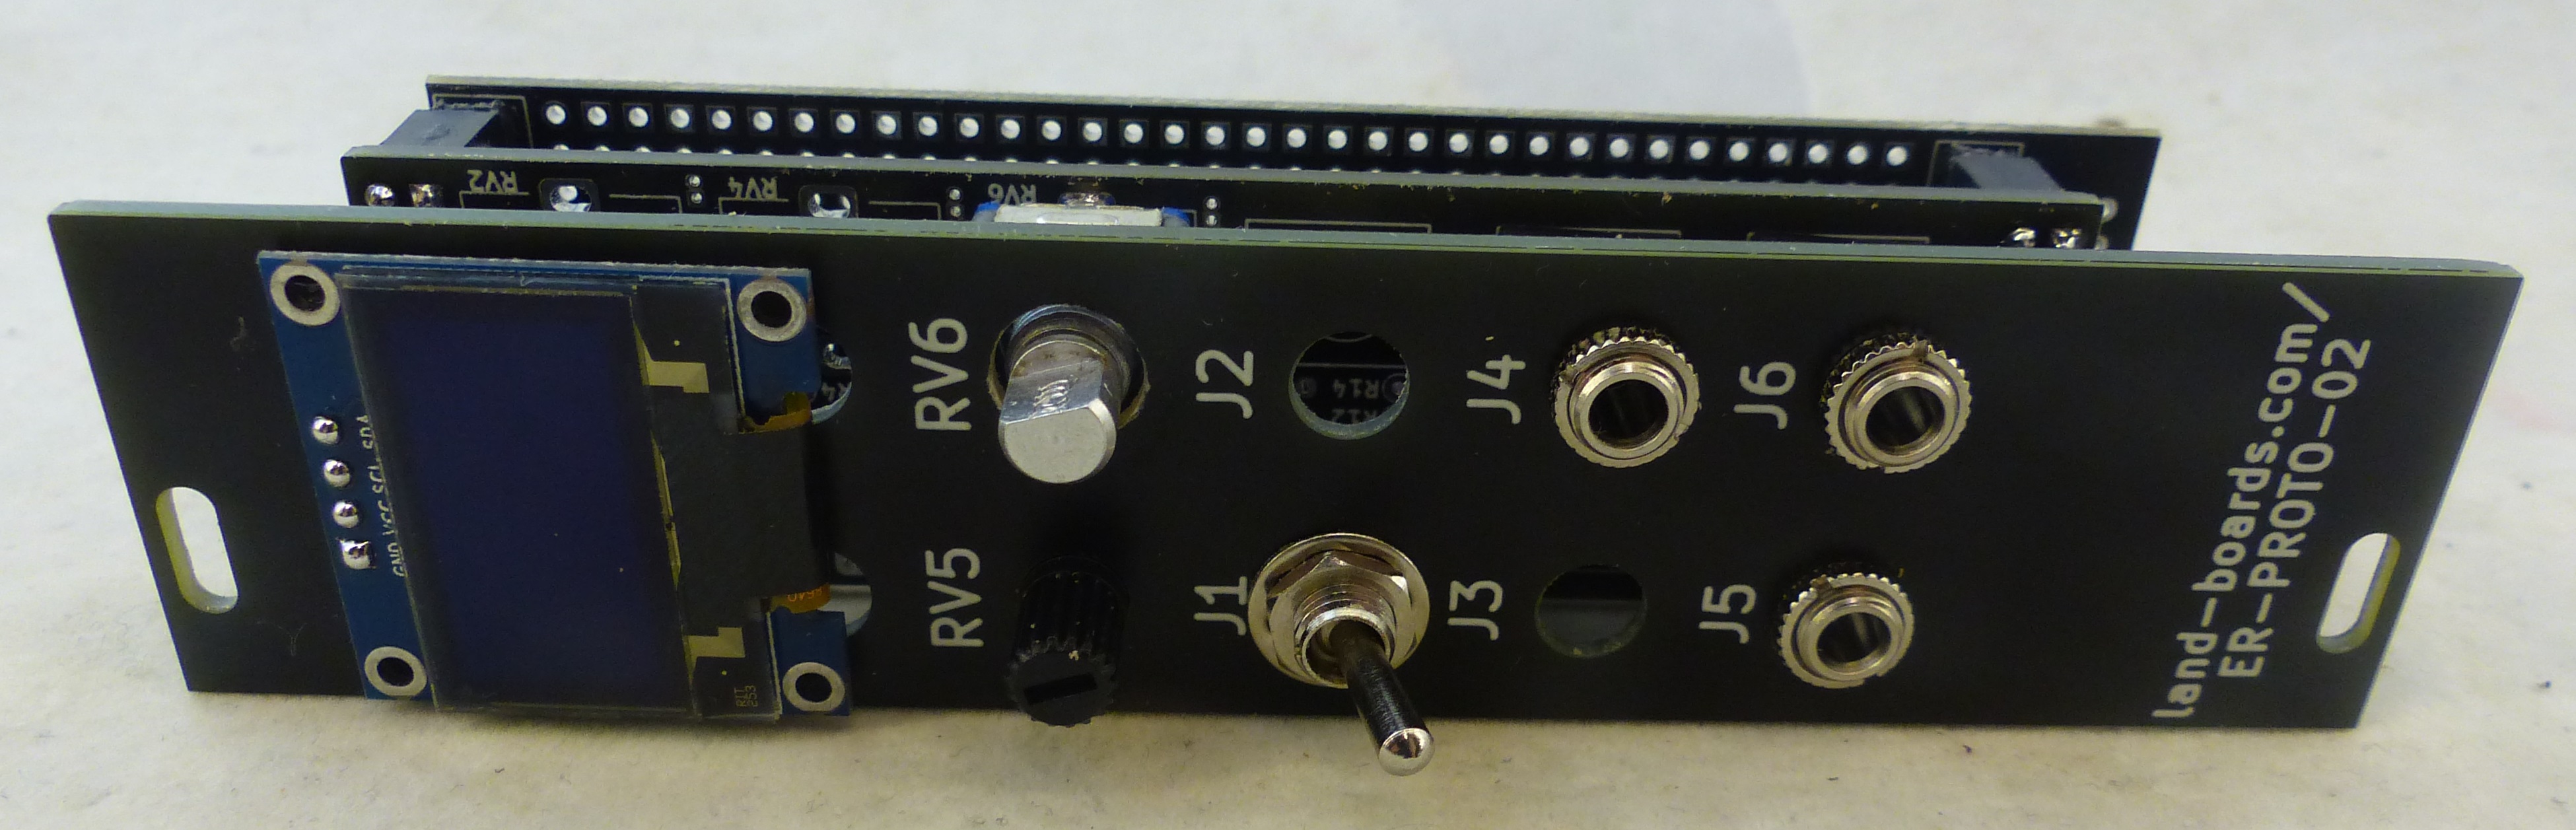 RV2
RV4
RV6
RV6
J2
J4
J6
R14
R12
GND VCC SCL SDA
RV5
J1
J3
J5
land-boards.com/
ER-PROTO-02